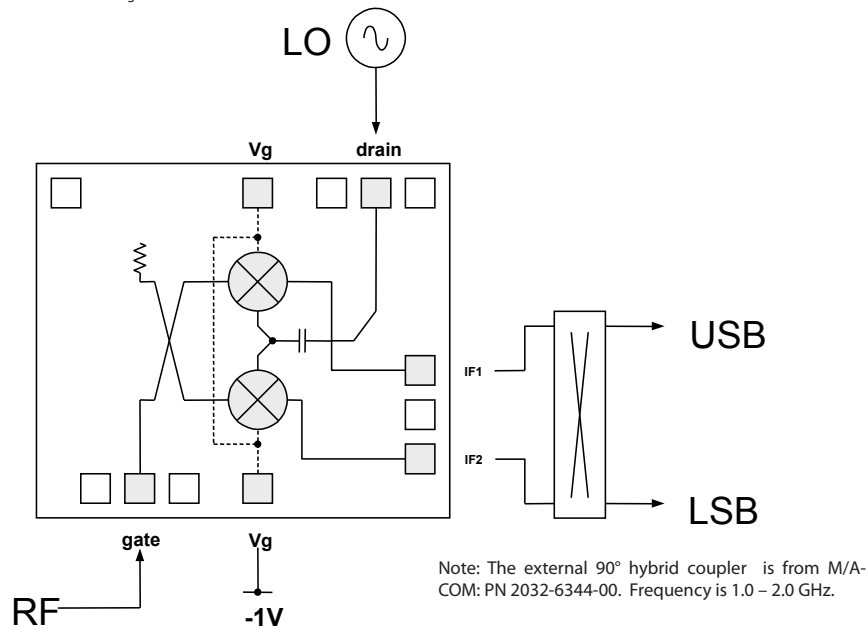 LO
Vg
drain
IF1
USB
IF2
LSB
gate
Vg
RF
-1V
Note: The external 90° hybrid coupler is from M/A-
COM: PN 2032-6344-00. Frequency is 1.0 – 2.0 GHz.